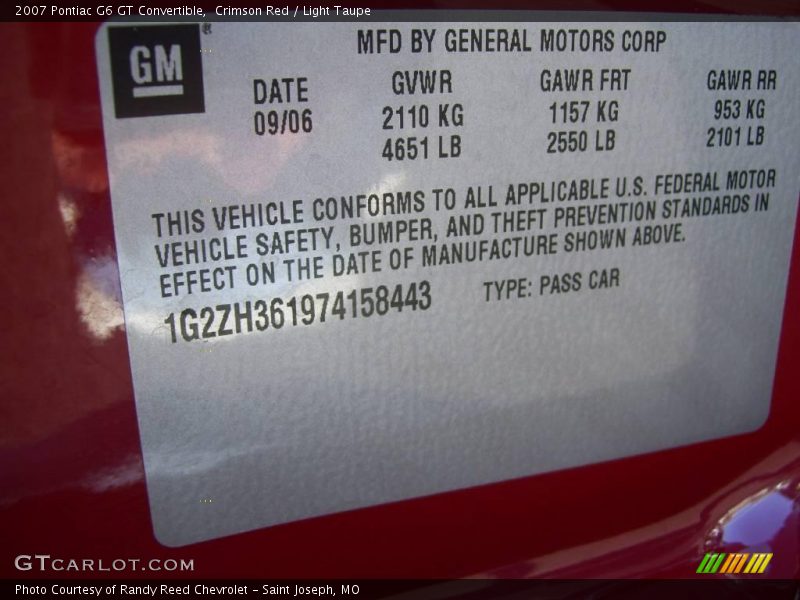 2007 Pontiac G6 GT Convertible,  Crimson Red / Light Taupe
GM®
MFD BY GENERAL MOTORS CORP
DATE GVWR GAWR FRT GAWR RR
09/06 2110 KG 1157 KG 953 KG
4651 LB 2550 LB 2101 LB
THIS VEHICLE CONFORMS TO ALL APPLICABLE U.S. FEDERAL MOTOR
VEHICLE SAFETY, BUMPER, AND THEFT PREVENTION STANDARDS IN
EFFECT ON THE DATE OF MANUFACTURE SHOWN ABOVE.
1G2ZH361974158443 TYPE: PASS CAR
GTCARLOT.COM
Photo Courtesy of Randy Reed Chevrolet - Saint Joseph, MO